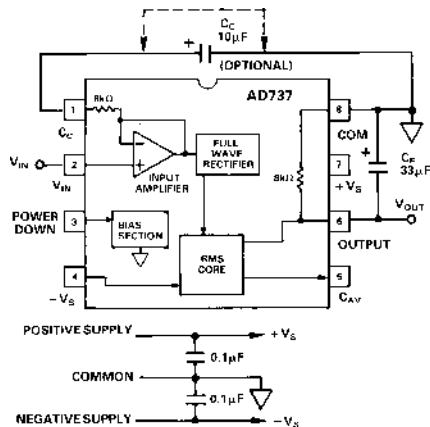 C_C
10µF
+
(OPTIONAL)
AD737
1
8kΩ
C_C
8
COM
V_IN
2
V_IN
−
+
INPUT
AMPLIFIER
FULL
WAVE
RECTIFIER
8kΩ
7
+V_S
+
C_F
33µF
POWER
DOWN
3
BIAS
SECTION
RMS
CORE
6
OUTPUT
V_OUT
4
−V_S
5
C_AV
POSITIVE SUPPLY
+V_S
0.1µF
COMMON
0.1µF
NEGATIVE SUPPLY
−V_S